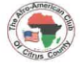 The Afro-American Club
Of Citrus County